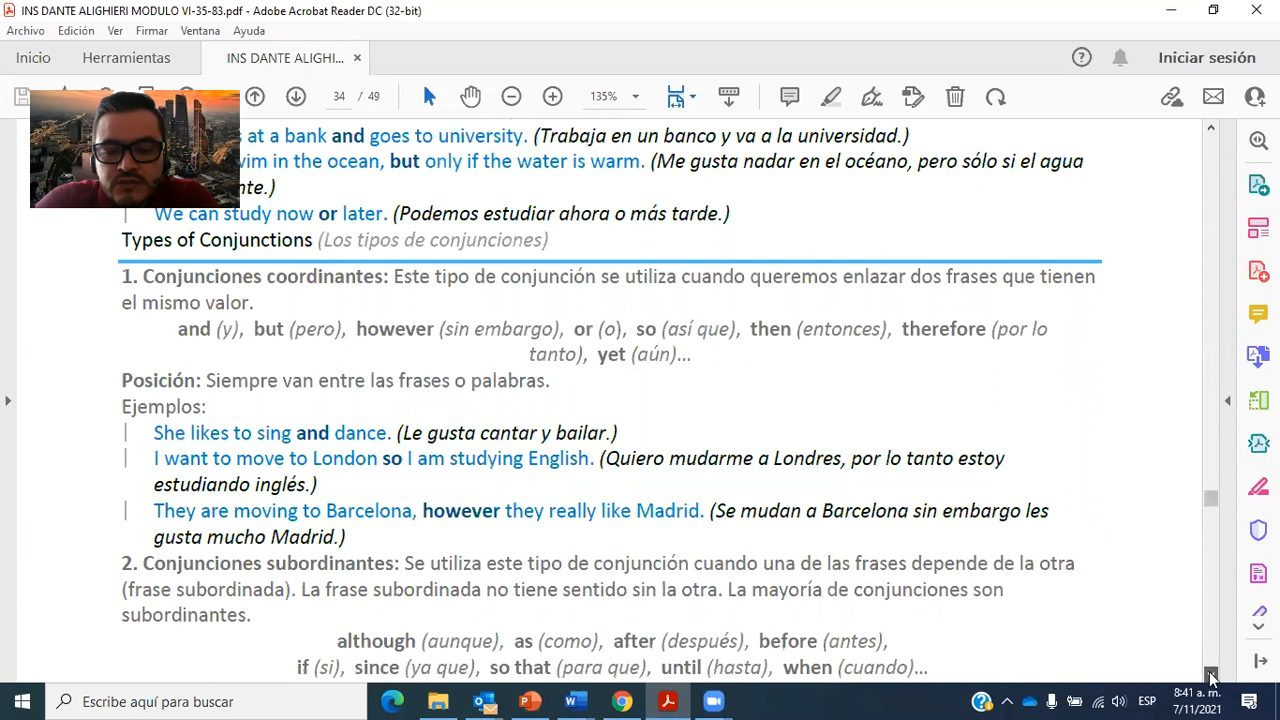 INS DANTE ALIGHIERI MODULO VI-35-83.pdf - Adobe Acrobat Reader DC (32-bit)
Archivo Edición Ver Firmar Ventana Ayuda
Inicio Herramientas INS DANTE ALIGHI... Iniciar sesión
34 / 49 135%
at a bank and goes to university. (Trabaja en un banco y va a la universidad.)
in the ocean, but only if the water is warm. (Me gusta nadar en el océano, pero sólo si el agua
We can study now or later. (Podemos estudiar ahora o más tarde.)
Types of Conjunctions (Los tipos de conjunciones)
1. Conjunciones coordinantes: Este tipo de conjunción se utiliza cuando queremos enlazar dos frases que tienen
el mismo valor.
and (y), but (pero), however (sin embargo), or (o), so (así que), then (entonces), therefore (por lo
tanto), yet (aún)...
Posición: Siempre van entre las frases o palabras.
Ejemplos:
She likes to sing and dance. (Le gusta cantar y bailar.)
I want to move to London so I am studying English. (Quiero mudarme a Londres, por lo tanto estoy
estudiando inglés.)
They are moving to Barcelona, however they really like Madrid. (Se mudan a Barcelona sin embargo les
gusta mucho Madrid.)
2. Conjunciones subordinantes: Se utiliza este tipo de conjunción cuando una de las frases depende de la otra
(frase subordinada). La frase subordinada no tiene sentido sin la otra. La mayoría de conjunciones son
subordinantes.
although (aunque), as (como), after (después), before (antes),
if (si), since (ya que), so that (para que), until (hasta), when (cuando)...
Escribe aquí para buscar
ESP
8:41 a. m.
7/11/2021